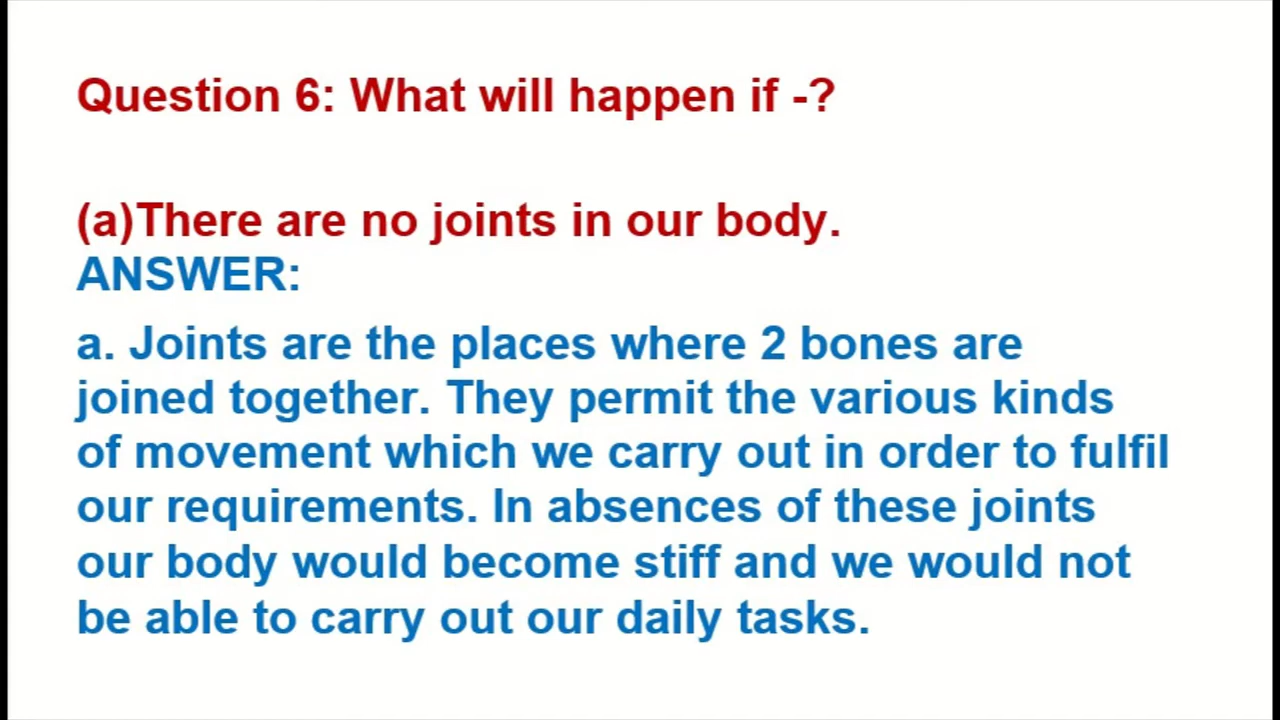 Question 6: What will happen if -?
(a)There are no joints in our body.
ANSWER:
a. Joints are the places where 2 bones are
joined together. They permit the various kinds
of movement which we carry out in order to fulfil
our requirements. In absences of these joints
our body would become stiff and we would not
be able to carry out our daily tasks.